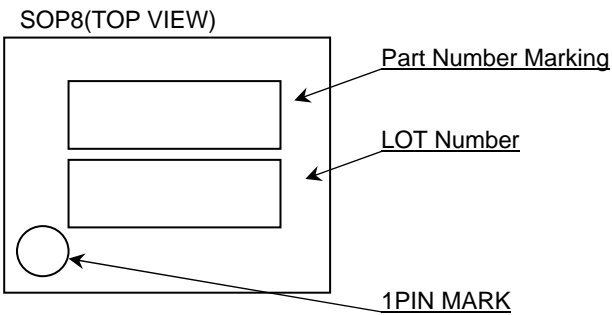 SOP8(TOP VIEW)
Part Number Marking
LOT Number
1PIN MARK